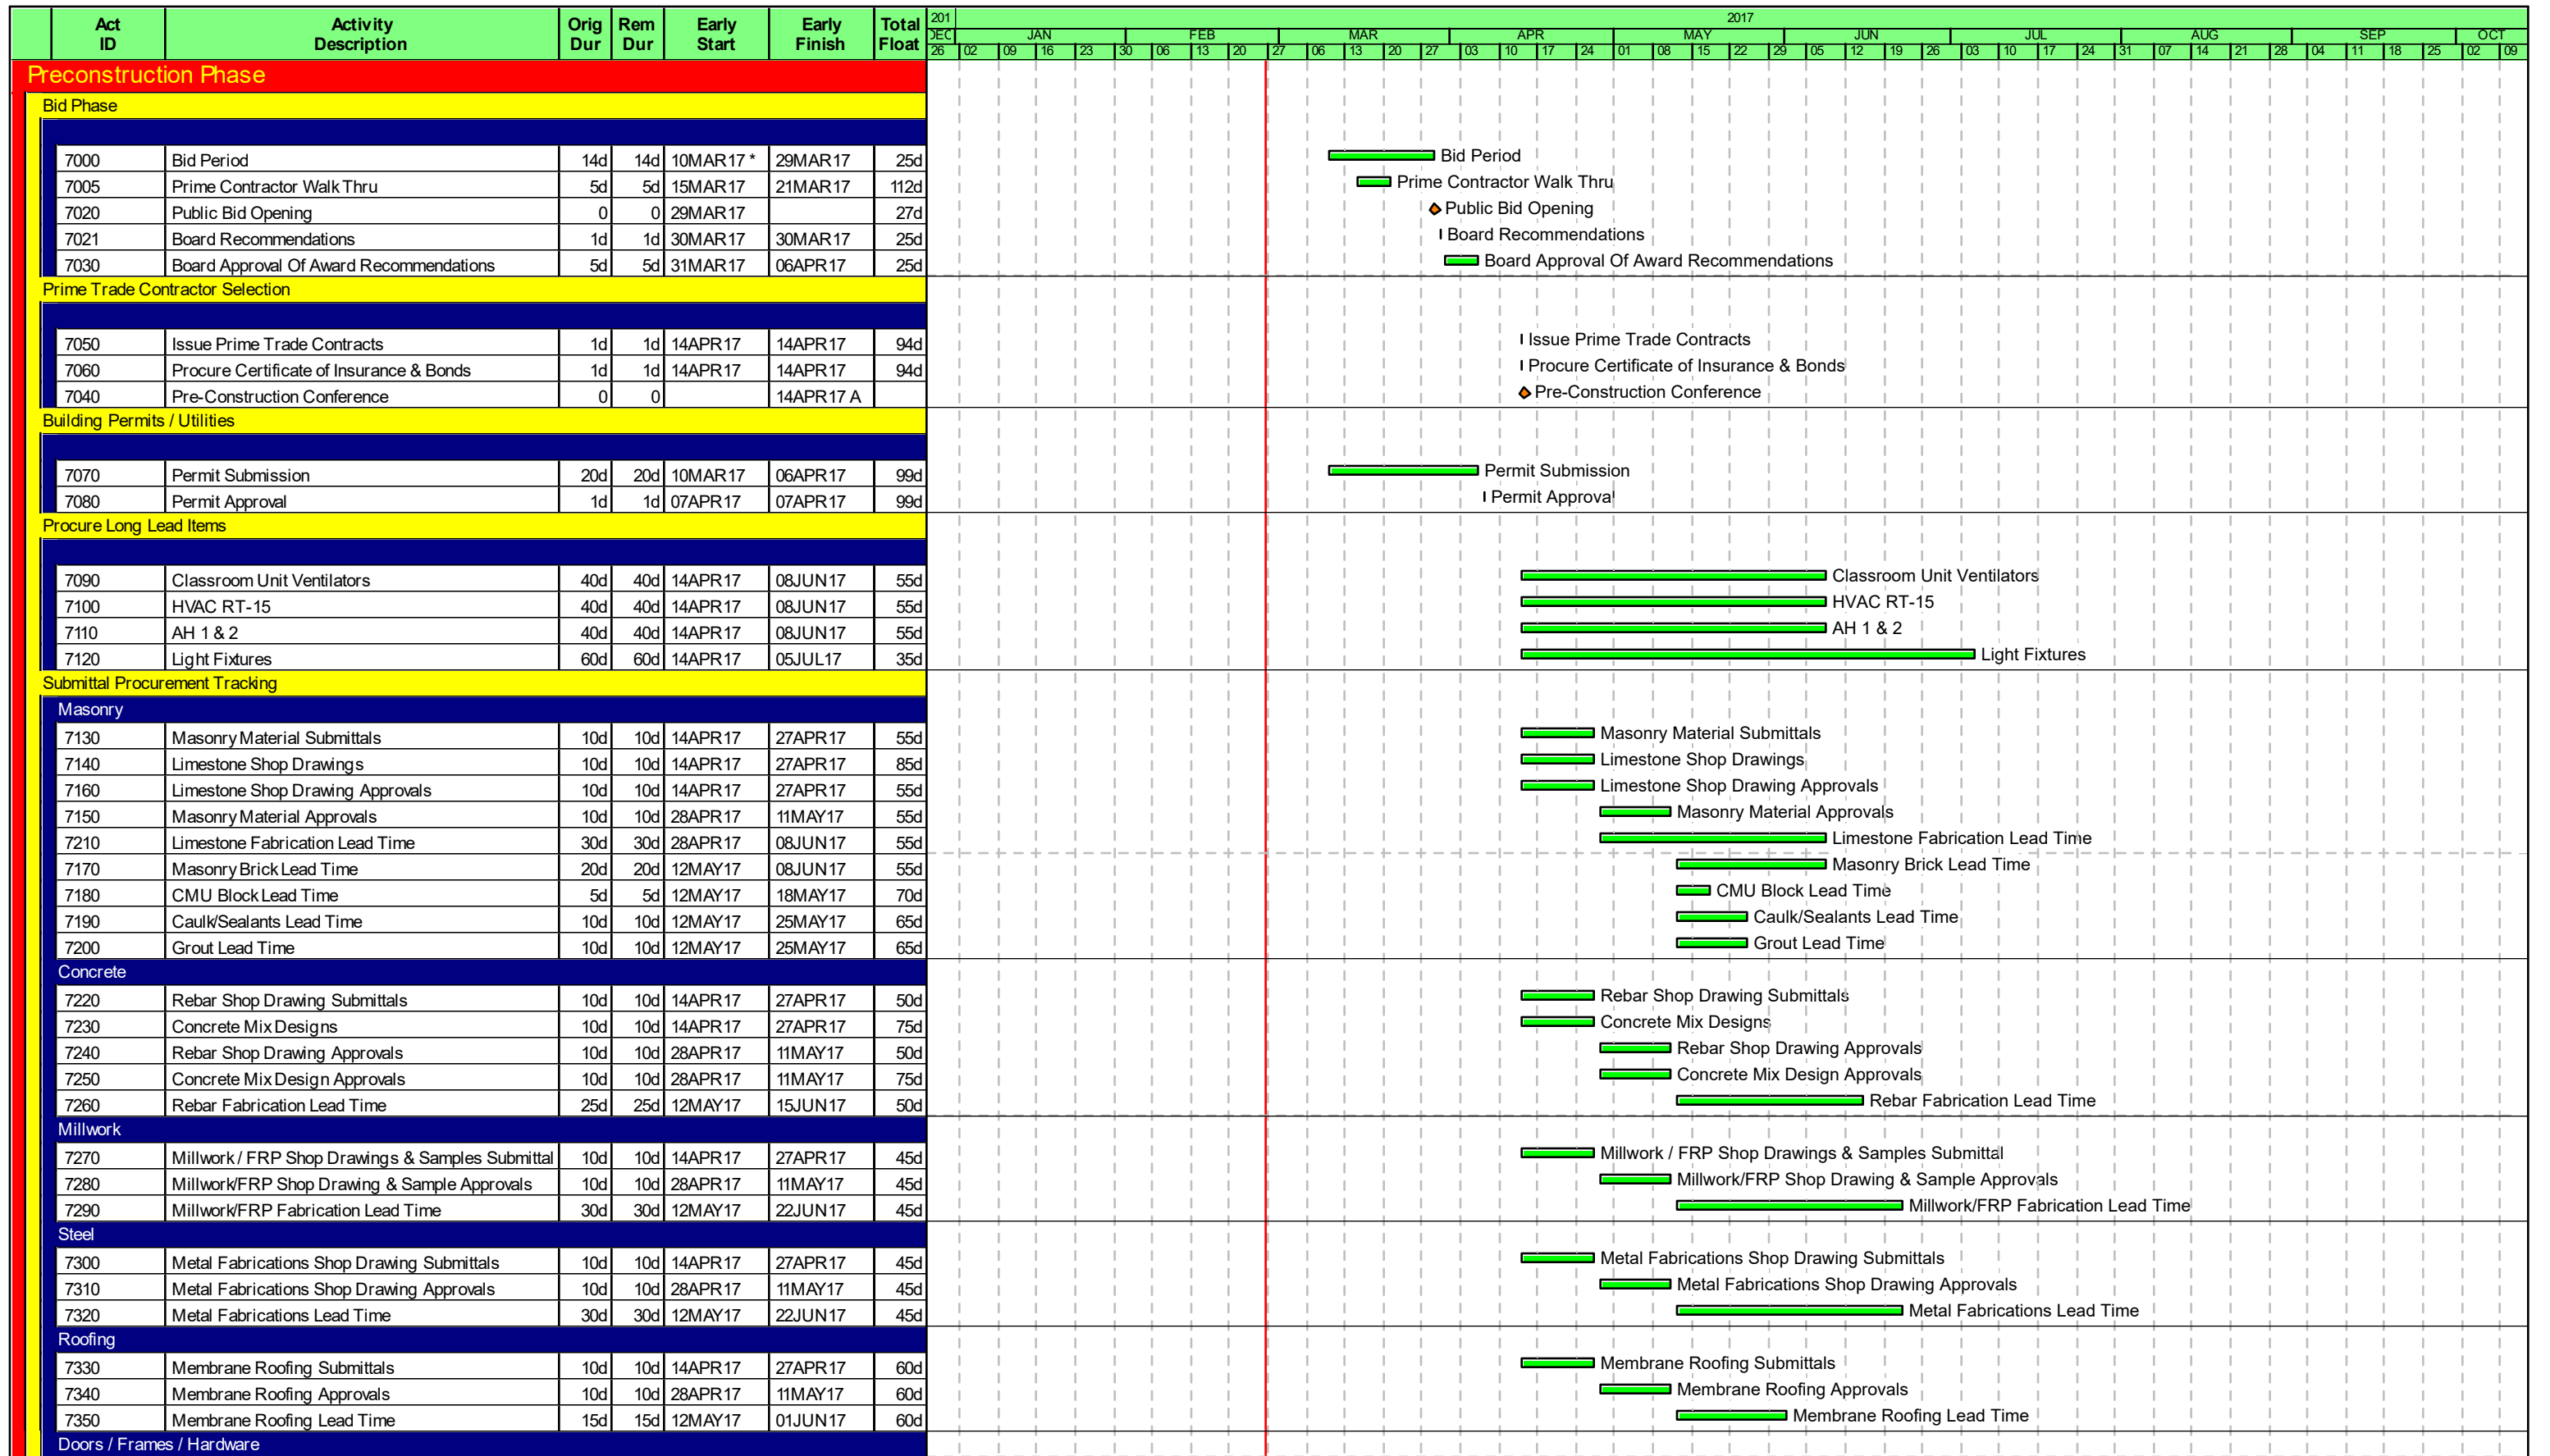 Act ID Activity Description Orig Dur Rem Dur Early Start Early Finish Total Float
201 2017
DEC JAN FEB MAR APR MAY JUN JUL AUG SEP OCT
26 02 09 16 23 30 06 13 20 27 06 13 20 27 03 10 17 24 01 08 15 22 29 05 12 19 26 03 10 17 24 31 07 14 21 28 04 11 18 25 02 09
Preconstruction Phase
Bid Phase
7000 Bid Period 14d 14d 10MAR17 * 29MAR17 25d Bid Period
7005 Prime Contractor Walk Thru 5d 5d 15MAR17 21MAR17 112d Prime Contractor Walk Thru
7020 Public Bid Opening 0 0 29MAR17 27d Public Bid Opening
7021 Board Recommendations 1d 1d 30MAR17 30MAR17 25d Board Recommendations
7030 Board Approval Of Award Recommendations 5d 5d 31MAR17 06APR17 25d Board Approval Of Award Recommendations
Prime Trade Contractor Selection
7050 Issue Prime Trade Contracts 1d 1d 14APR17 14APR17 94d Issue Prime Trade Contracts
7060 Procure Certificate of Insurance & Bonds 1d 1d 14APR17 14APR17 94d Procure Certificate of Insurance & Bonds
7040 Pre-Construction Conference 0 0 14APR17 A Pre-Construction Conference
Building Permits / Utilities
7070 Permit Submission 20d 20d 10MAR17 06APR17 99d Permit Submission
7080 Permit Approval 1d 1d 07APR17 07APR17 99d Permit Approval
Procure Long Lead Items
7090 Classroom Unit Ventilators 40d 40d 14APR17 08JUN17 55d Classroom Unit Ventilators
7100 HVAC RT-15 40d 40d 14APR17 08JUN17 55d HVAC RT-15
7110 AH 1 & 2 40d 40d 14APR17 08JUN17 55d AH 1 & 2
7120 Light Fixtures 60d 60d 14APR17 05JUL17 35d Light Fixtures
Submittal Procurement Tracking
Masonry
7130 Masonry Material Submittals 10d 10d 14APR17 27APR17 55d Masonry Material Submittals
7140 Limestone Shop Drawings 10d 10d 14APR17 27APR17 85d Limestone Shop Drawings
7160 Limestone Shop Drawing Approvals 10d 10d 14APR17 27APR17 55d Limestone Shop Drawing Approvals
7150 Masonry Material Approvals 10d 10d 28APR17 11MAY17 55d Masonry Material Approvals
7210 Limestone Fabrication Lead Time 30d 30d 28APR17 08JUN17 55d Limestone Fabrication Lead Time
7170 Masonry Brick Lead Time 20d 20d 12MAY17 08JUN17 55d Masonry Brick Lead Time
7180 CMU Block Lead Time 5d 5d 12MAY17 18MAY17 70d CMU Block Lead Time
7190 Caulk/Sealants Lead Time 10d 10d 12MAY17 25MAY17 65d Caulk/Sealants Lead Time
7200 Grout Lead Time 10d 10d 12MAY17 25MAY17 65d Grout Lead Time
Concrete
7220 Rebar Shop Drawing Submittals 10d 10d 14APR17 27APR17 50d Rebar Shop Drawing Submittals
7230 Concrete Mix Designs 10d 10d 14APR17 27APR17 75d Concrete Mix Designs
7240 Rebar Shop Drawing Approvals 10d 10d 28APR17 11MAY17 50d Rebar Shop Drawing Approvals
7250 Concrete Mix Design Approvals 10d 10d 28APR17 11MAY17 75d Concrete Mix Design Approvals
7260 Rebar Fabrication Lead Time 25d 25d 12MAY17 15JUN17 50d Rebar Fabrication Lead Time
Millwork
7270 Millwork / FRP Shop Drawings & Samples Submittal 10d 10d 14APR17 27APR17 45d Millwork / FRP Shop Drawings & Samples Submittal
7280 Millwork/FRP Shop Drawing & Sample Approvals 10d 10d 28APR17 11MAY17 45d Millwork/FRP Shop Drawing & Sample Approvals
7290 Millwork/FRP Fabrication Lead Time 30d 30d 12MAY17 22JUN17 45d Millwork/FRP Fabrication Lead Time
Steel
7300 Metal Fabrications Shop Drawing Submittals 10d 10d 14APR17 27APR17 45d Metal Fabrications Shop Drawing Submittals
7310 Metal Fabrications Shop Drawing Approvals 10d 10d 28APR17 11MAY17 45d Metal Fabrications Shop Drawing Approvals
7320 Metal Fabrications Lead Time 30d 30d 12MAY17 22JUN17 45d Metal Fabrications Lead Time
Roofing
7330 Membrane Roofing Submittals 10d 10d 14APR17 27APR17 60d Membrane Roofing Submittals
7340 Membrane Roofing Approvals 10d 10d 28APR17 11MAY17 60d Membrane Roofing Approvals
7350 Membrane Roofing Lead Time 15d 15d 12MAY17 01JUN17 60d Membrane Roofing Lead Time
Doors / Frames / Hardware